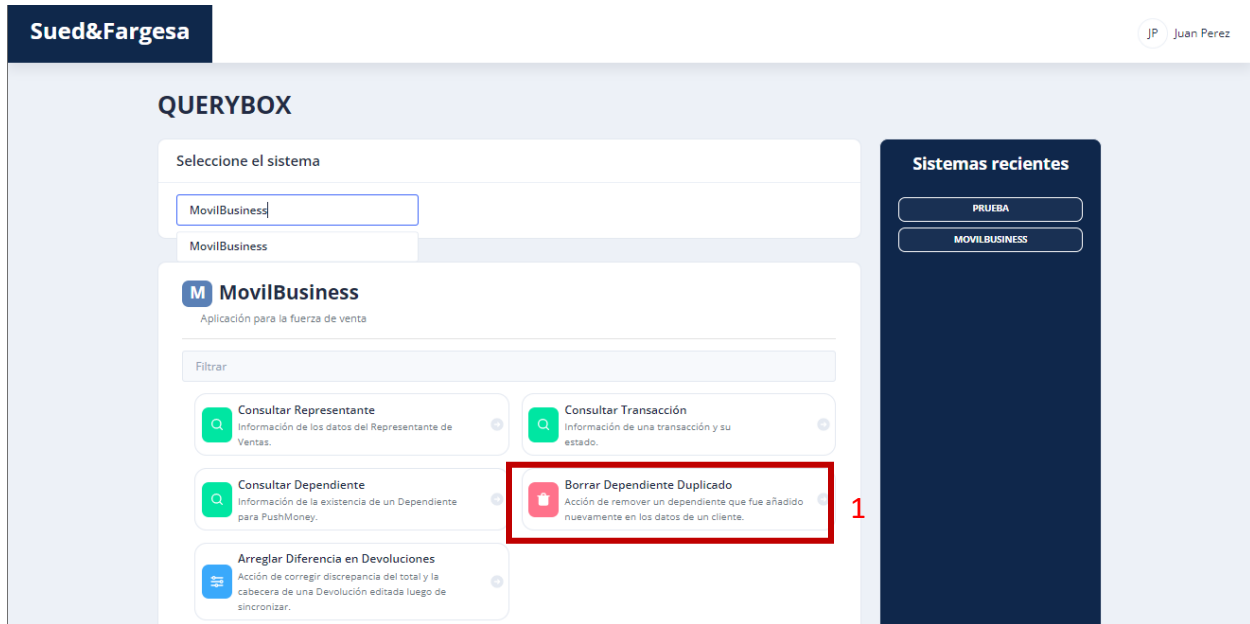 Sued&Fargesa
JP Juan Perez
QUERYBOX
Seleccione el sistema
MovilBusiness
MovilBusiness
Sistemas recientes
PRUEBA
MOVILBUSINESS
M MovilBusiness
Aplicación para la fuerza de venta
Filtrar
Consultar Representante
Información de los datos del Representante de
Ventas.
Consultar Transacción
Información de una transacción y su
estado.
Consultar Dependiente
Información de la existencia de un Dependiente
para PushMoney.
Borrar Dependiente Duplicado
Acción de remover un dependiente que fue añadido
nuevamente en los datos de un cliente.
1
Arreglar Diferencia en Devoluciones
Acción de corregir discrepancia del total y la
cabecera de una Devolución editada luego de
sincronizar.